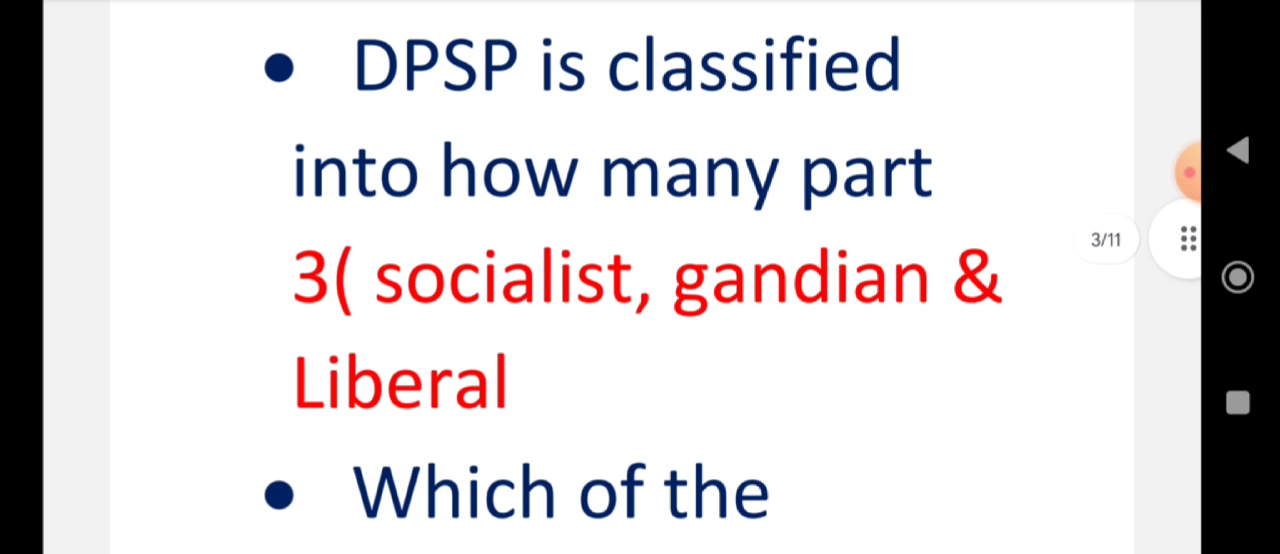 • DPSP is classified
into how many part
3( socialist, gandian &
Liberal
3/11
• Which of the